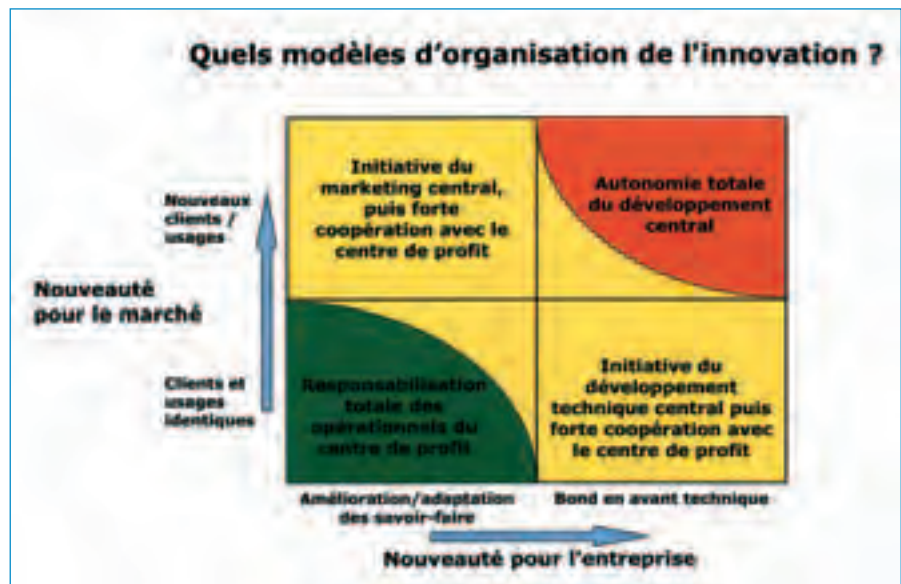 Quels modèles d'organisation de l'innovation ?
Initiative du
marketing central,
puis forte
coopération avec le
centre de profit
Autonomie totale
du développement
central
Nouveaux
clients /
usages
Nouveauté
pour le marché
Clients et
usages
identiques
Responsabilisation
totale des
opérationnels du
centre de profit
Initiative du
développement
technique central puis
forte coopération avec
le centre de profit
Amélioration/adaptation
des savoir-faire
Bond en avant technique
Nouveauté pour l'entreprise